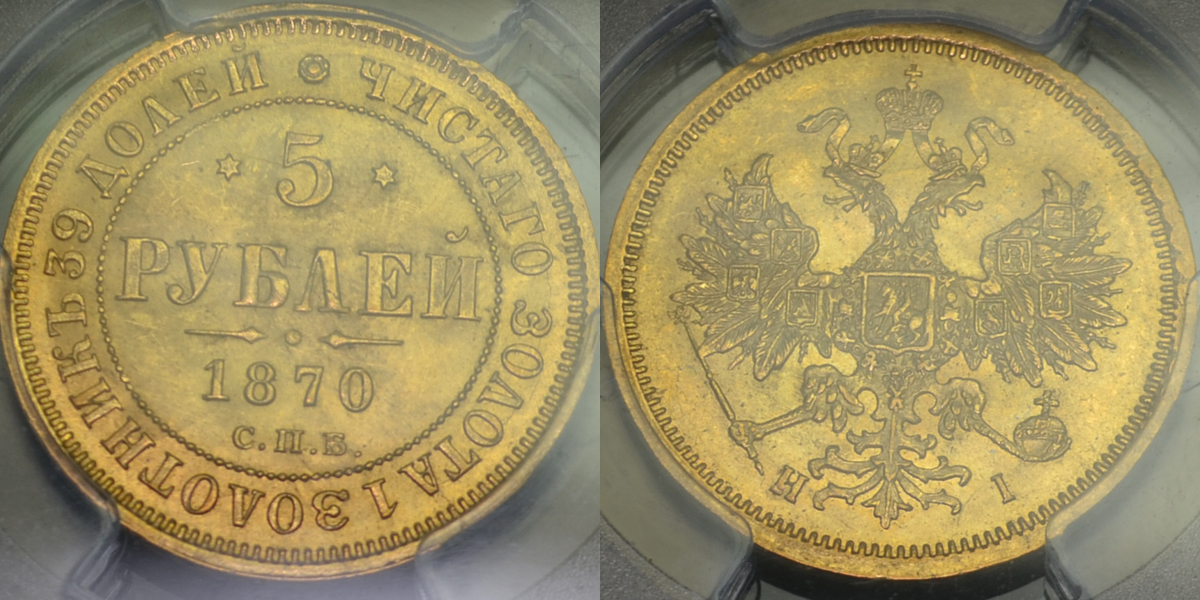 ЧИСТАГО ЗОЛОТА 1 ЗОЛОТНИКЪ 39 ДОЛЕЙ
5
РУБЛЕЙ
1870
С.П.Б.
Н I